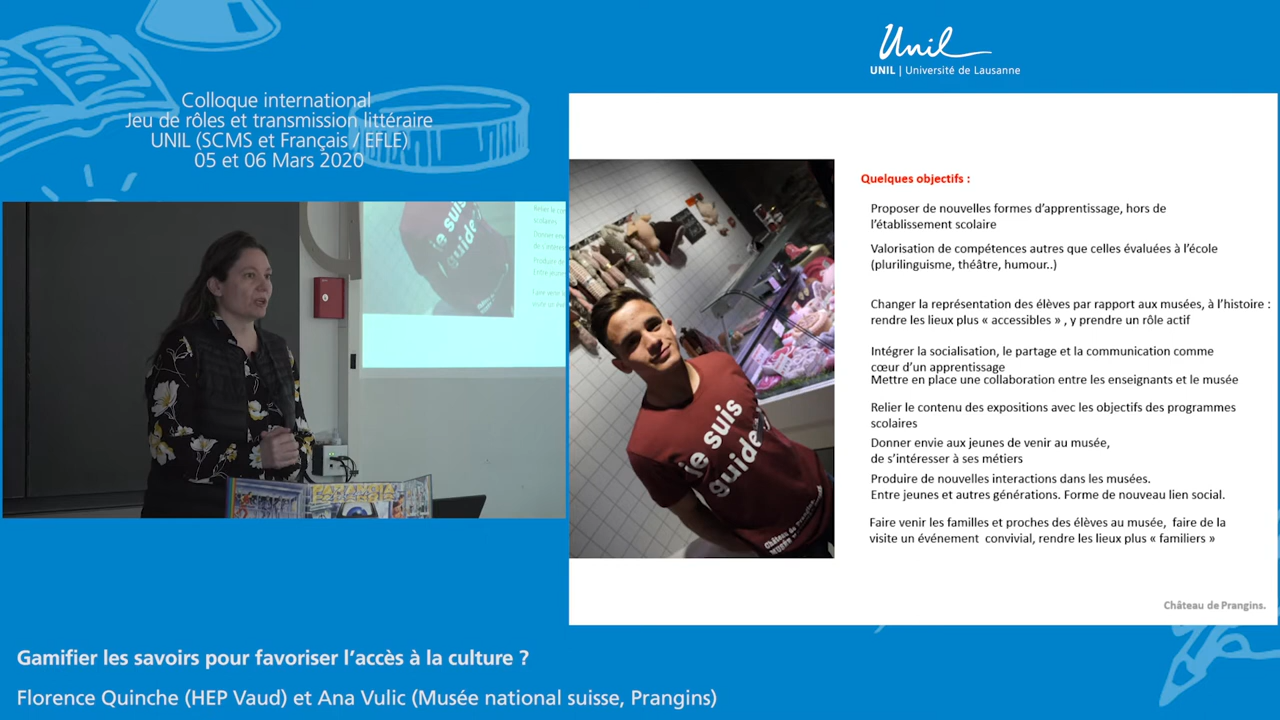 Unil
UNIL | Université de Lausanne
Colloque international
Jeu de rôles et transmission littéraire
UNIL (SCMS et Français / EFLE)
05 et 06 Mars 2020
je suis
guide
Quelques objectifs :
Proposer de nouvelles formes d’apprentissage, hors de
l’établissement scolaire
Valorisation de compétences autres que celles évaluées à l’école
(plurilinguisme, théâtre, humour..)
Changer la représentation des élèves par rapport aux musées, à l’histoire :
rendre les lieux plus « accessibles » , y prendre un rôle actif
Intégrer la socialisation, le partage et la communication comme
cœur d’un apprentissage
Mettre en place une collaboration entre les enseignants et le musée
Relier le contenu des expositions avec les objectifs des programmes
scolaires
Donner envie aux jeunes de venir au musée,
de s’intéresser à ses métiers
Produire de nouvelles interactions dans les musées.
Entre jeunes et autres générations. Forme de nouveau lien social.
Faire venir les familles et proches des élèves au musée, faire de la
visite un événement convivial, rendre les lieux plus « familiers »
je suis
guide
Château de Prangins
Château de Prangins.
Gamifier les savoirs pour favoriser l’accès à la culture ?
Florence Quinche (HEP Vaud) et Ana Vulic (Musée national suisse, Prangins)